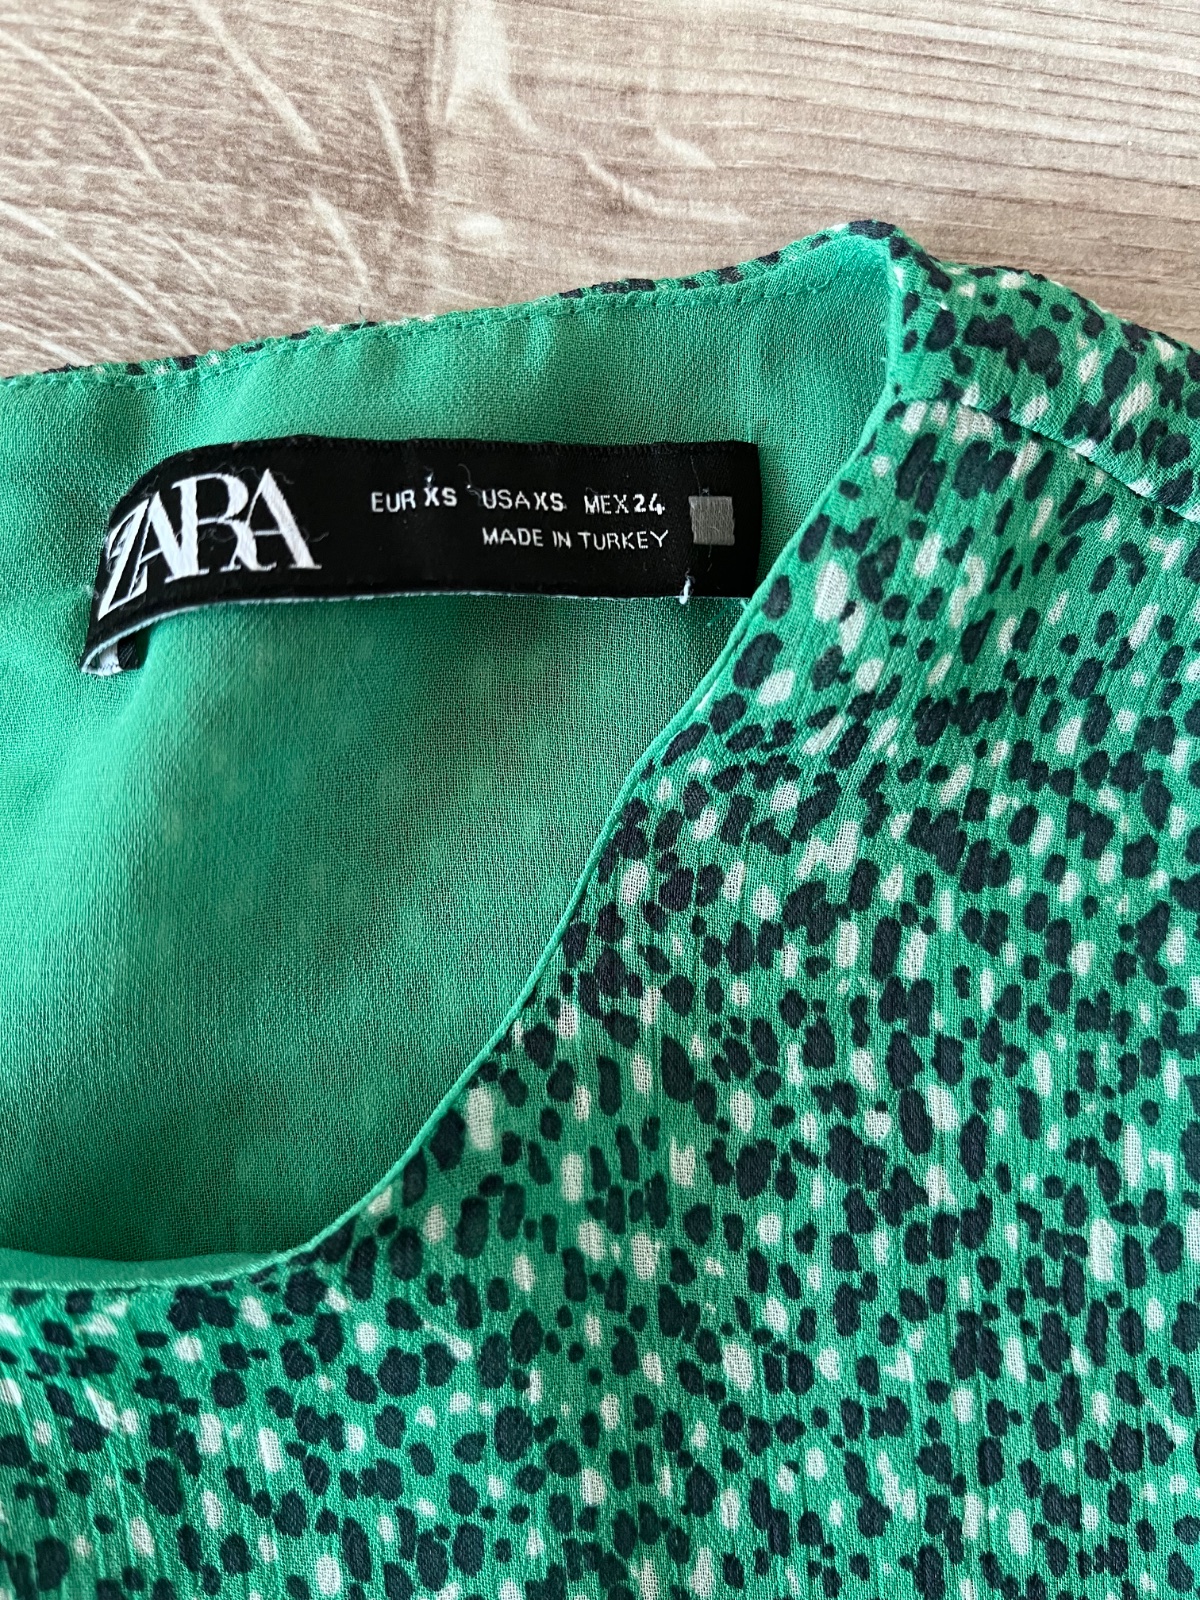 ZARA
EUR XS USA XS MEX 24
MADE IN TURKEY